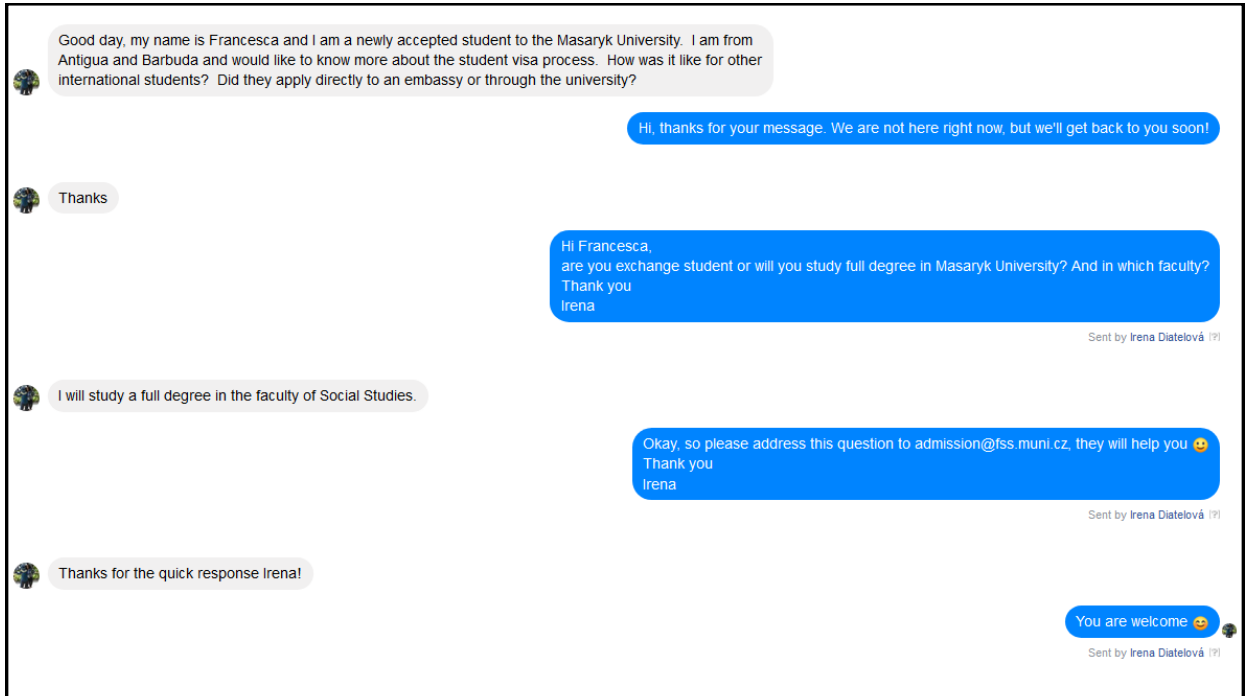 Good day, my name is Francesca and I am a newly accepted student to the Masaryk University.  I am from
Antigua and Barbuda and would like to know more about the student visa process.  How was it like for other
international students?  Did they apply directly to an embassy or through the university?
Hi, thanks for your message. We are not here right now, but we'll get back to you soon!
Thanks
Hi Francesca,
are you exchange student or will you study full degree in Masaryk University? And in which faculty?
Thank you
Irena
Sent by Irena Diatelová [?]
I will study a full degree in the faculty of Social Studies.
Okay, so please address this question to admission@fss.muni.cz, they will help you 🙂
Thank you
Irena
Sent by Irena Diatelová [?]
Thanks for the quick response Irena!
You are welcome 😊
Sent by Irena Diatelová [?]